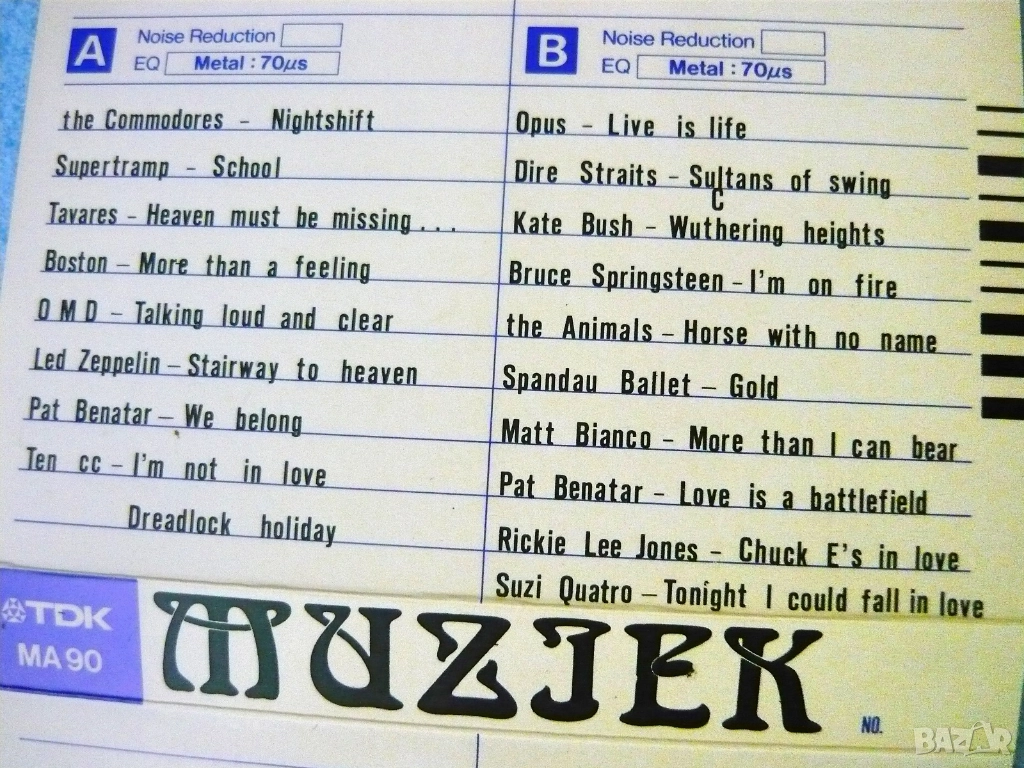 A Noise Reduction
EQ Metal : 70μs
the Commodores – Nightshift
Supertramp – School
Tavares – Heaven must be missing...
Boston – More than a feeling
O M D – Talking loud and clear
Led Zeppelin – Stairway to heaven
Pat Benatar – We belong
Ten cc – I'm not in love
Dreadlock holiday
B Noise Reduction
EQ Metal : 70μs
Opus – Live is life
Dire Straits – Sultans of swing
C
Kate Bush – Wuthering heights
Bruce Springsteen – I'm on fire
the Animals – Horse with no name
Spandau Ballet – Gold
Matt Bianco – More than I can bear
Pat Benatar – Love is a battlefield
Rickie Lee Jones – Chuck E's in love
Suzi Quatro – Tonight I could fall in love
TDK
MA 90
MUZIEK
NO.
BAZAR